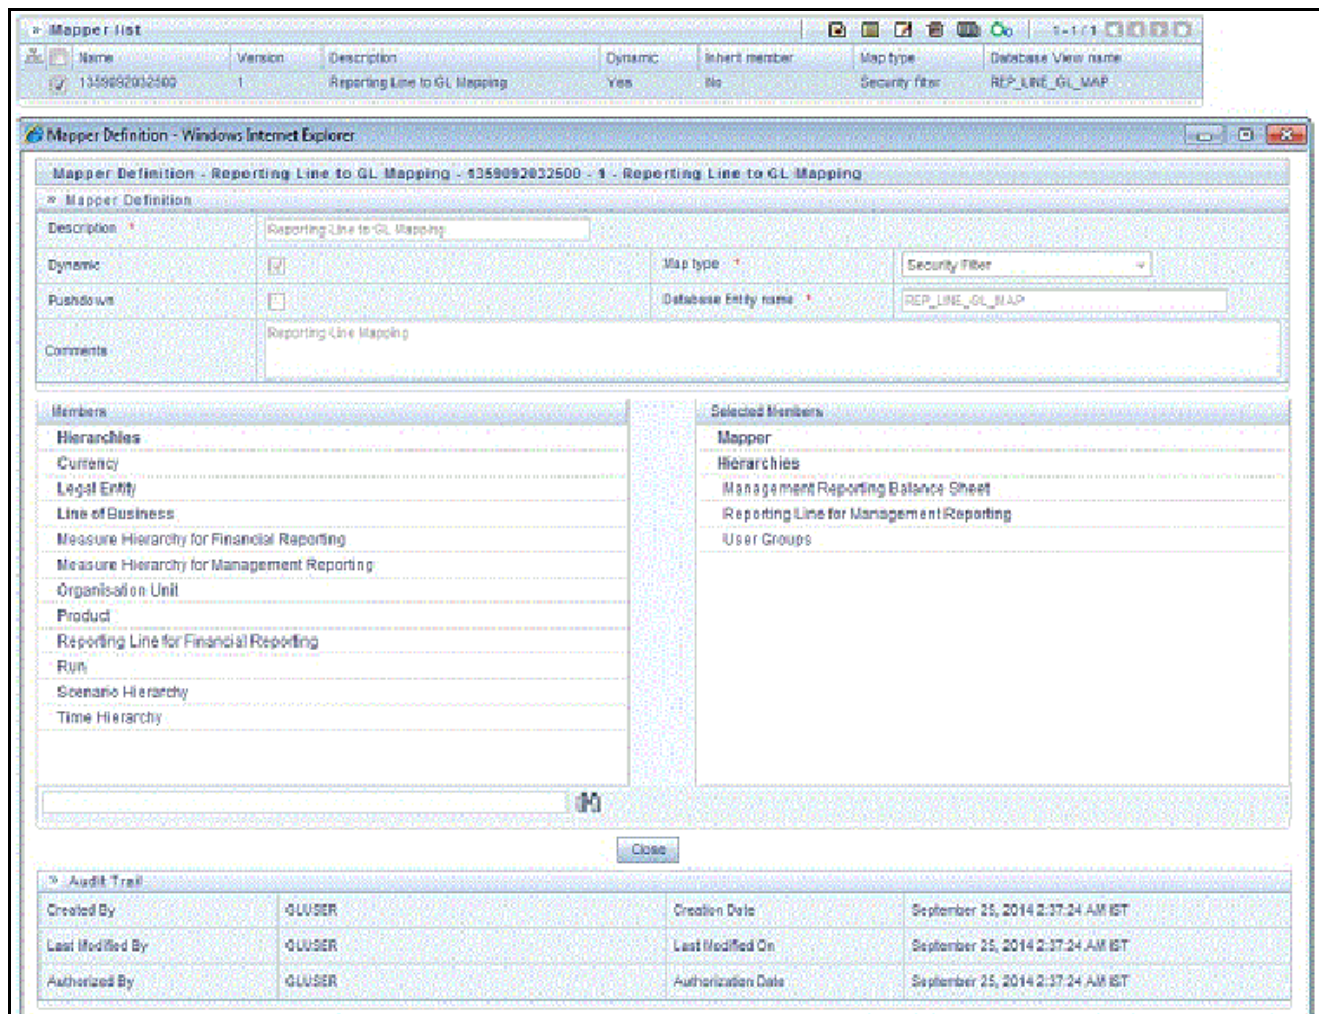 » Mapper list 1-1/1
Name Version Description Dynamic Inherit member Map type Database View name
1359092032500 1 Reporting Line to GL Mapping Yes No Security filter REP_LINE_GL_MAP
Mapper Definition - Windows Internet Explorer
Mapper Definition - Reporting Line to GL Mapping - 1359092032500 - 1 - Reporting Line to GL Mapping
» Mapper Definition
Description * Reporting Line to GL Mapping
Dynamic Map type * Security Filter
Pushdown Database Entity name * REP_LINE_GL_MAP
Comments Reporting Line Mapping
Members Selected Members
Hierarchies Mapper
Currency Hierarchies
Legal Entity Management Reporting Balance Sheet
Line of Business Reporting Line for Management Reporting
Measure Hierarchy for Financial Reporting User Groups
Measure Hierarchy for Management Reporting
Organisation Unit
Product
Reporting Line for Financial Reporting
Run
Scenario Hierarchy
Time Hierarchy
Close
» Audit Trail
Created By GLUSER Creation Date September 25, 2014 2:37:24 AM IST
Last Modified By GLUSER Last Modified On September 25, 2014 2:37:24 AM IST
Authorized By GLUSER Authorization Date September 25, 2014 2:37:24 AM IST